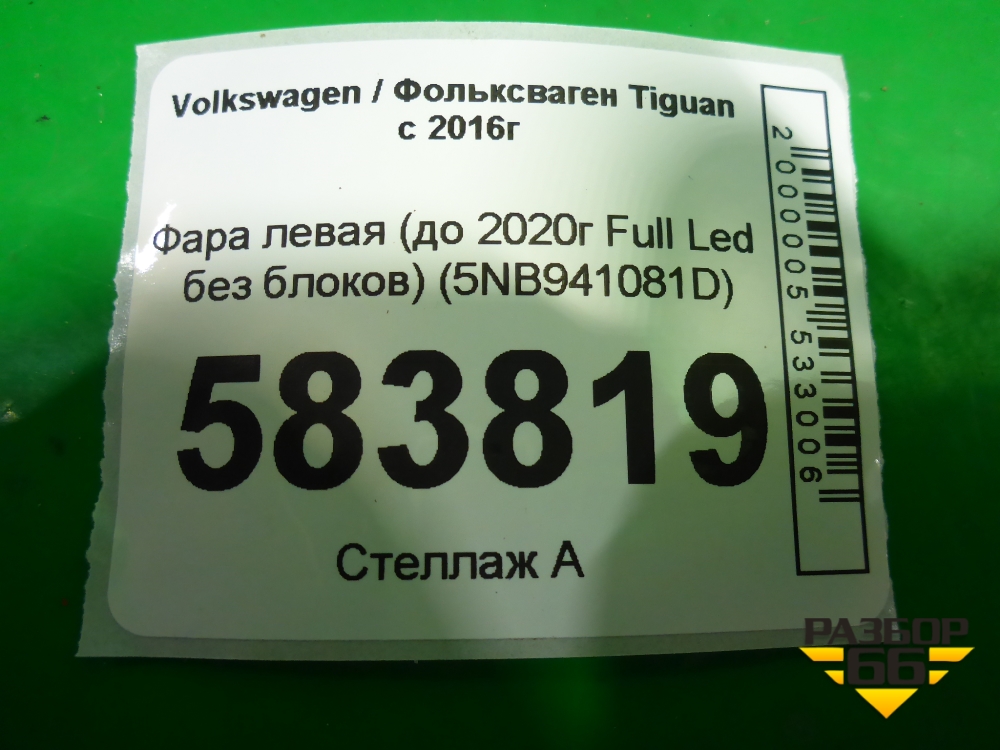 Volkswagen / Фольксваген Tiguan
с 2016г
Фара левая (до 2020г Full Led
без блоков) (5NB941081D)
583819
Стеллаж А
2000005533006
РАЗБОР
66